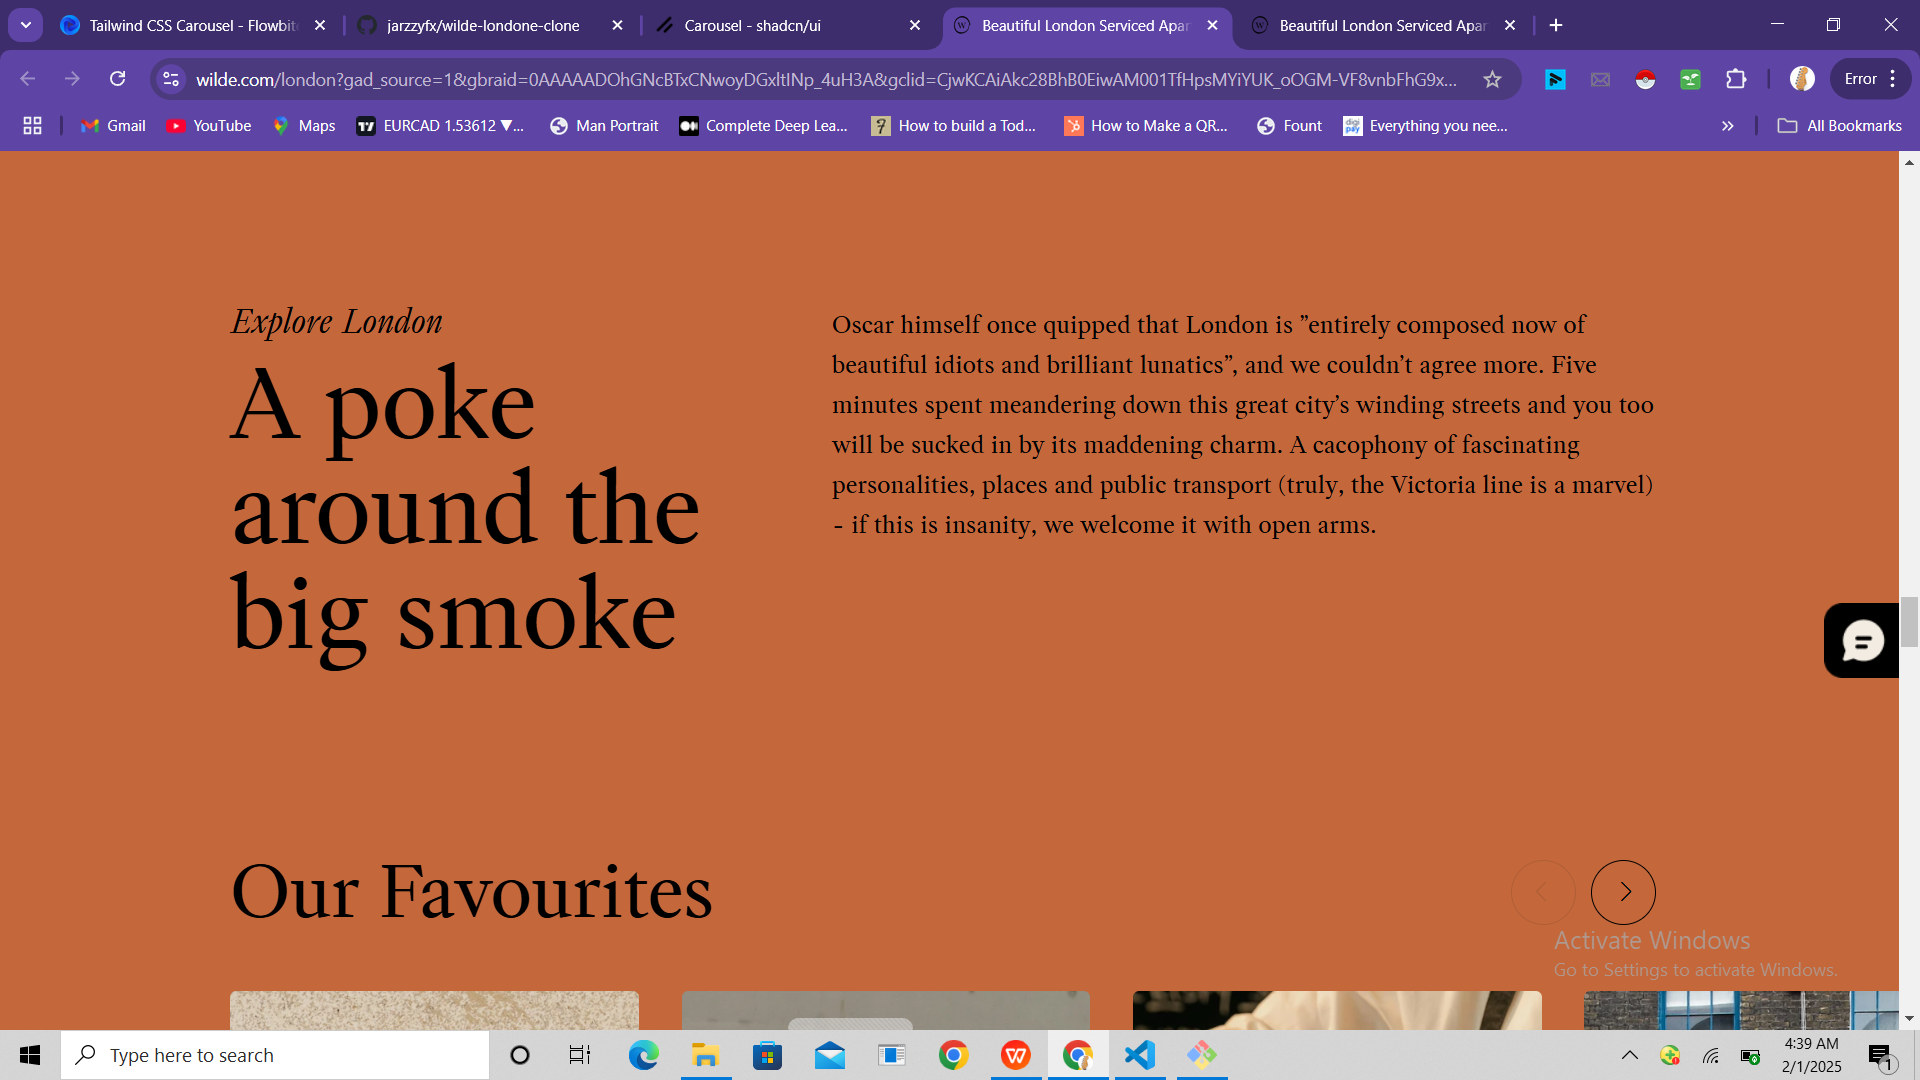 Tailwind CSS Carousel - Flowbit
jarzzyfx/wilde-londone-clone
Carousel - shadcn/ui
Beautiful London Serviced Apar
Beautiful London Serviced Apar
wilde.com/london?gad_source=1&gbraid=0AAAAADOhGNcBTxCNwoyDGxltINp_4uH3A&gclid=CjwKCAiAkc28BhB0EiwAM001TfHpsMYiYUK_oOGM-VF8vnbFhG9x...
Error
Gmail
YouTube
Maps
EURCAD 1.53612 ▼...
Man Portrait
Complete Deep Lea...
How to build a Tod...
How to Make a QR...
Fount
Everything you nee...
All Bookmarks
Explore London
A poke
around the
big smoke
Oscar himself once quipped that London is ”entirely composed now of
beautiful idiots and brilliant lunatics”, and we couldn’t agree more. Five
minutes spent meandering down this great city’s winding streets and you too
will be sucked in by its maddening charm. A cacophony of fascinating
personalities, places and public transport (truly, the Victoria line is a marvel)
- if this is insanity, we welcome it with open arms.
Our Favourites
Activate Windows
Go to Settings to activate Windows.
Type here to search
4:39 AM
2/1/2025
1